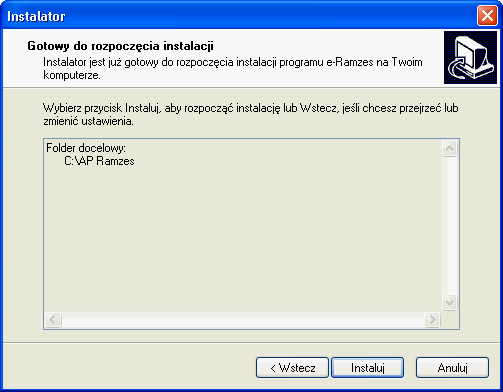 Instalator
Gotowy do rozpoczęcia instalacji
Instalator jest już gotowy do rozpoczęcia instalacji programu e-Ramzes na Twoim
komputerze.
Wybierz przycisk Instaluj, aby rozpocząć instalację lub Wstecz, jeśli chcesz przejrzeć lub
zmienić ustawienia.
Folder docelowy:
C:\AP Ramzes
< Wstecz
Instaluj
Anuluj